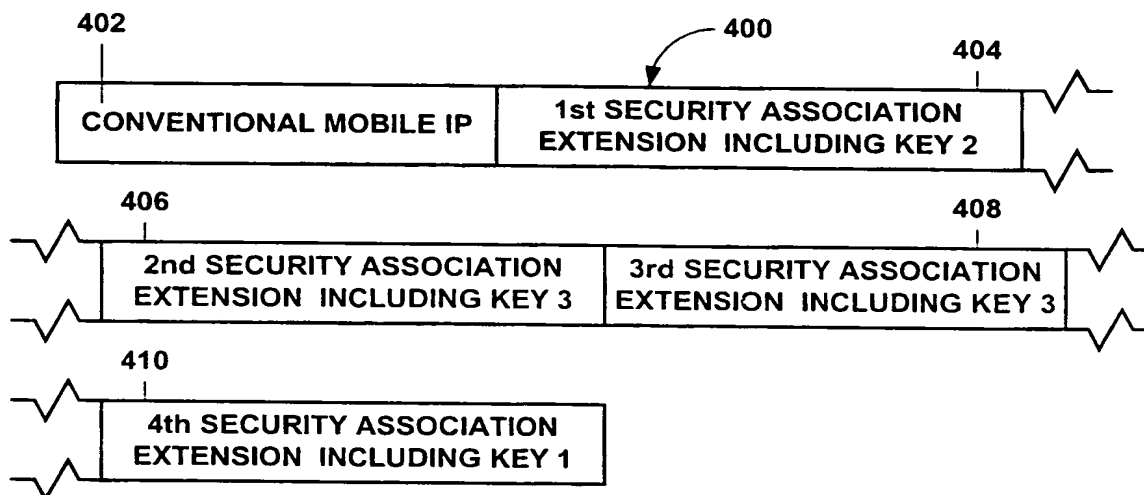 402
400
404
CONVENTIONAL MOBILE IP
1st SECURITY ASSOCIATION
EXTENSION INCLUDING KEY 2
406
408
2nd SECURITY ASSOCIATION
EXTENSION INCLUDING KEY 3
3rd SECURITY ASSOCIATION
EXTENSION INCLUDING KEY 3
410
4th SECURITY ASSOCIATION
EXTENSION INCLUDING KEY 1